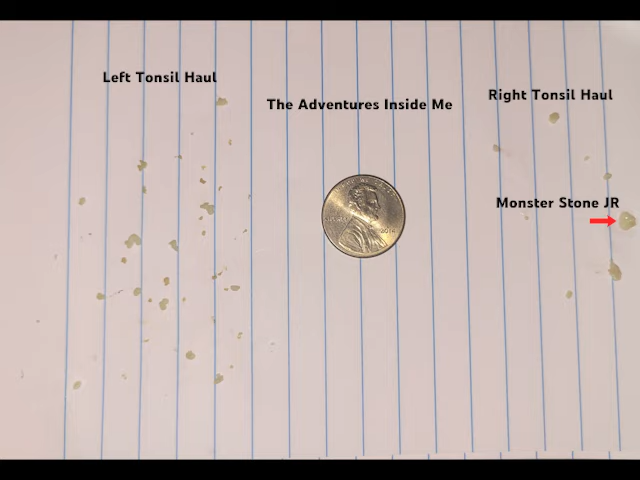 Left Tonsil Haul
The Adventures Inside Me
Right Tonsil Haul
Monster Stone JR